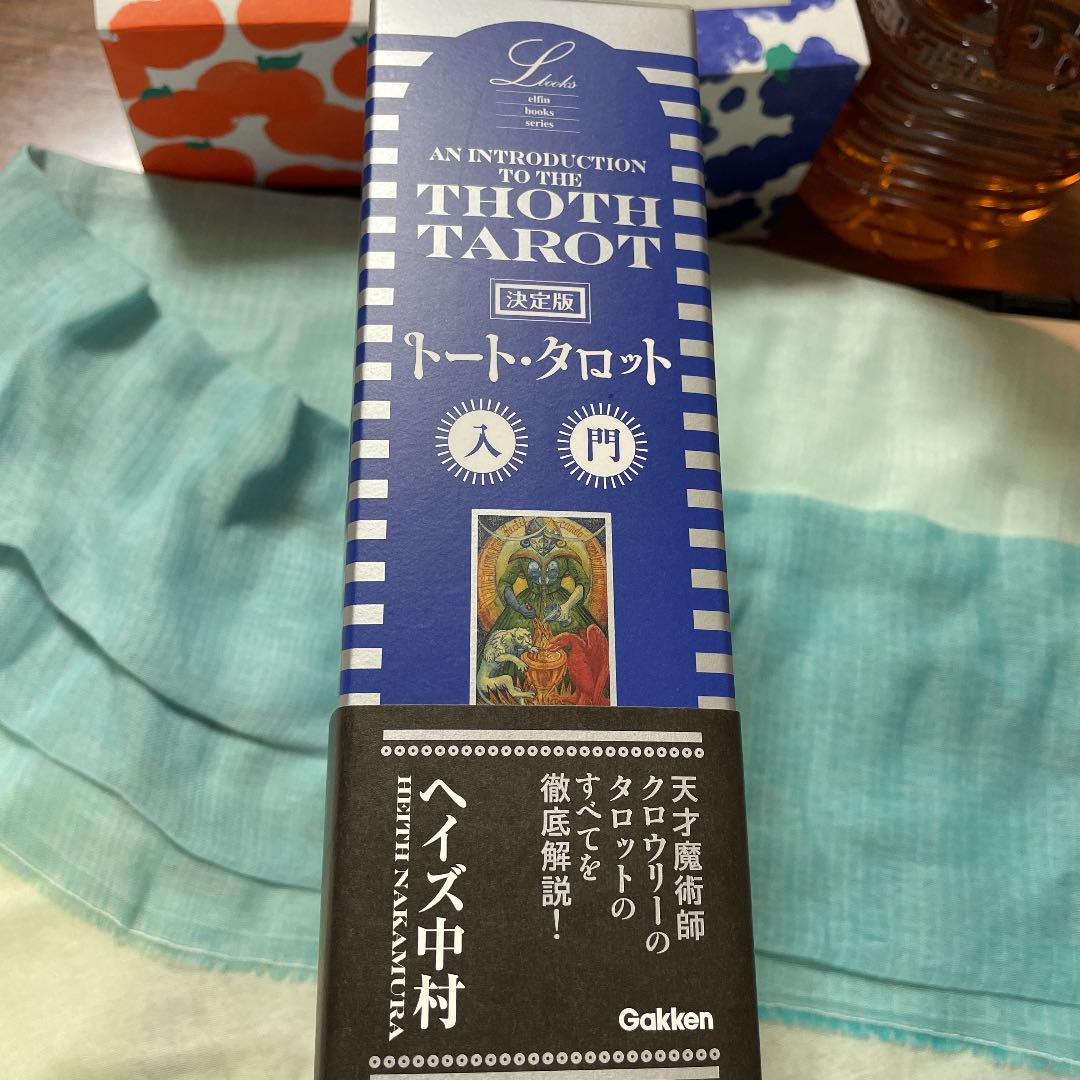 L books
elfin
books
series
AN INTRODUCTION
TO THE
THOTH
TAROT
決定版
トート・タロット
入門
天才魔術師
クロウリーの
タロットの
すべてを
徹底解説！
ヘイズ中村
HEITH NAKAMURA
Gakken